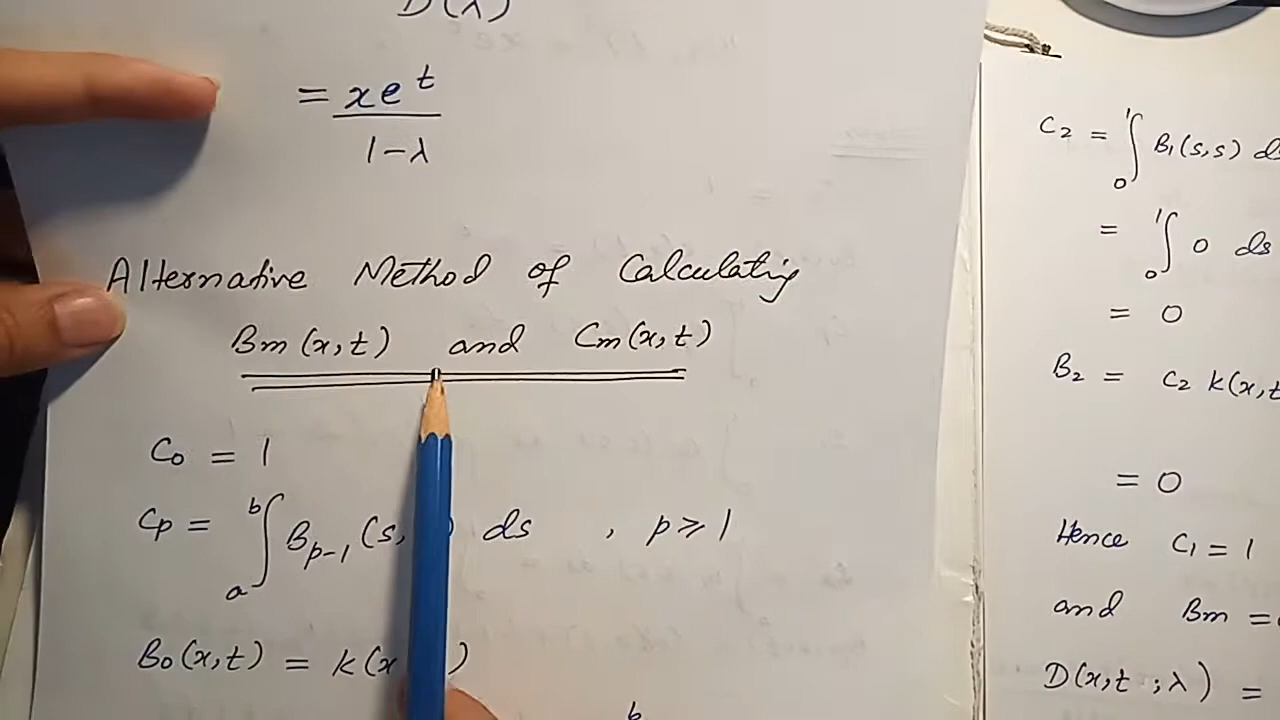 D(λ)
= xe^t
1-λ
Alternative Method of Calculating
Bm(x,t) and Cm(x,t)
C0 = 1
Cp = ∫_a^b B_{p-1}(s, ds , p≥1
B0(x,t) = K(x )
b
C2 = ∫_0^1 B1(s,s)
= ∫_0^1 0 ds
= 0
B2 = C2 K(x,t
= 0
Hence C1 = 1
and Bm =
D(x,t;λ) =